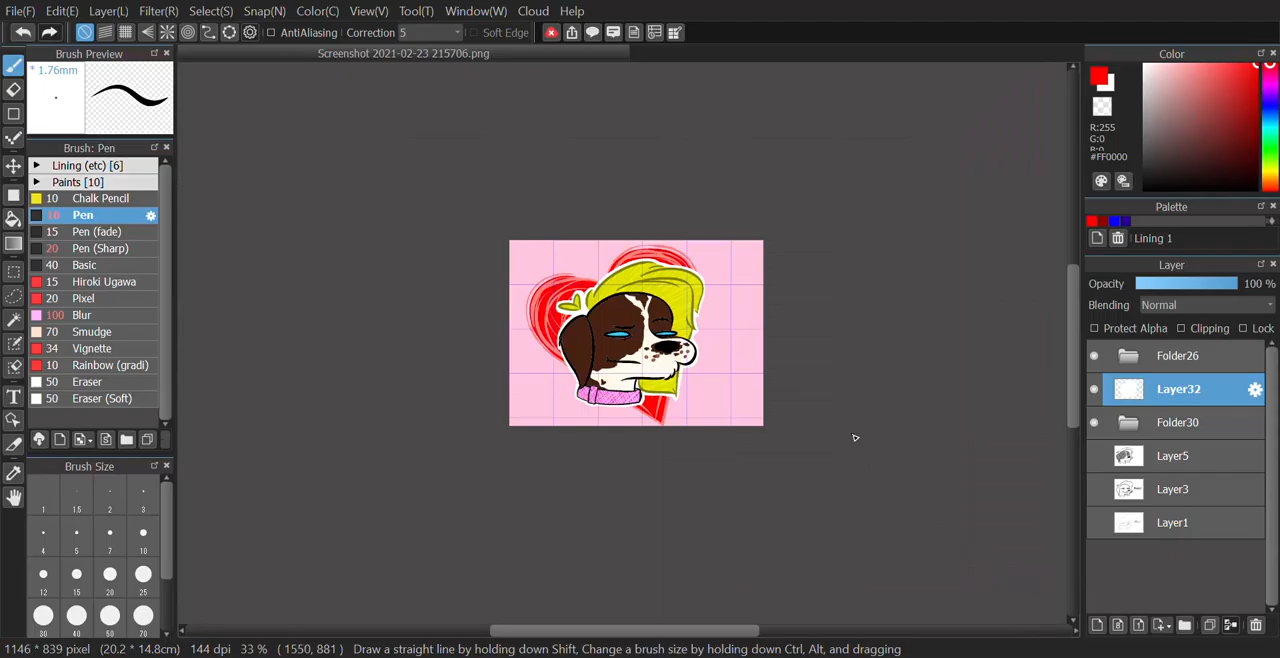 File(F) Edit(E) Layer(L) Filter(R) Select(S) Snap(N) Color(C) View(V) Tool(T) Window(W) Cloud Help
AntiAliasing Correction 5 Soft Edge
Brush Preview
Screenshot 2021-02-23 215706.png
Color
* 1.76mm
R:255
G:0
B:0
#FF0000
Brush: Pen
Lining (etc) [6]
Paints [10]
10 Chalk Pencil
10 Pen
15 Pen (fade)
20 Pen (Sharp)
40 Basic
15 Hiroki Ugawa
20 Pixel
100 Blur
70 Smudge
34 Vignette
10 Rainbow (gradi)
50 Eraser
50 Eraser (Soft)
Palette
Lining 1
Layer
Opacity 100 %
Blending Normal
Protect Alpha Clipping Lock
Folder26
Layer32
Folder30
Layer5
Layer3
Layer1
Brush Size
1 1.5 2 3
4 5 7 10
12 15 20 25
30 40 50 70
1146 * 839 pixel (20.2 * 14.8cm) 144 dpi 33 % ( 1550, 881 ) Draw a straight line by holding down Shift, Change a brush size by holding down Ctrl, Alt, and dragging